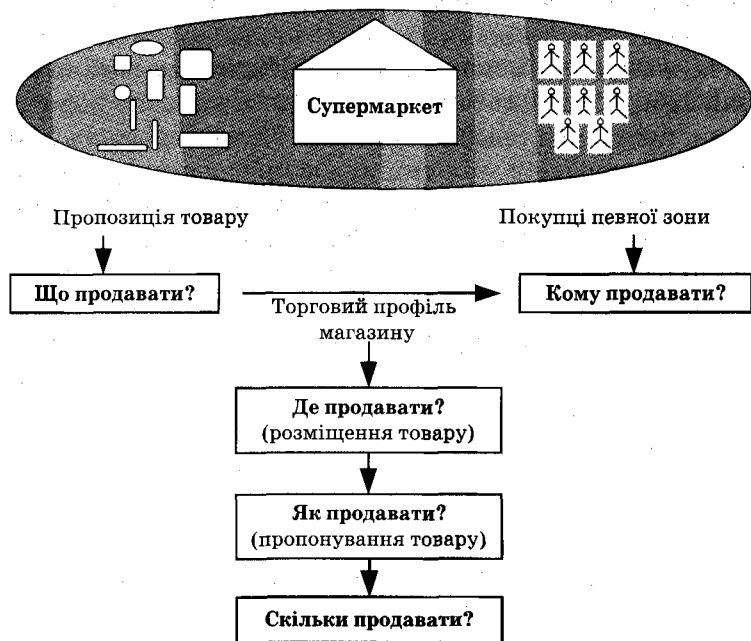 Супермаркет
Пропозиція товару
Покупці певної зони
Що продавати?
Кому продавати?
Торговий профіль
магазину
Де продавати?
(розміщення товару)
Як продавати?
(пропонування товару)
Скільки продавати?